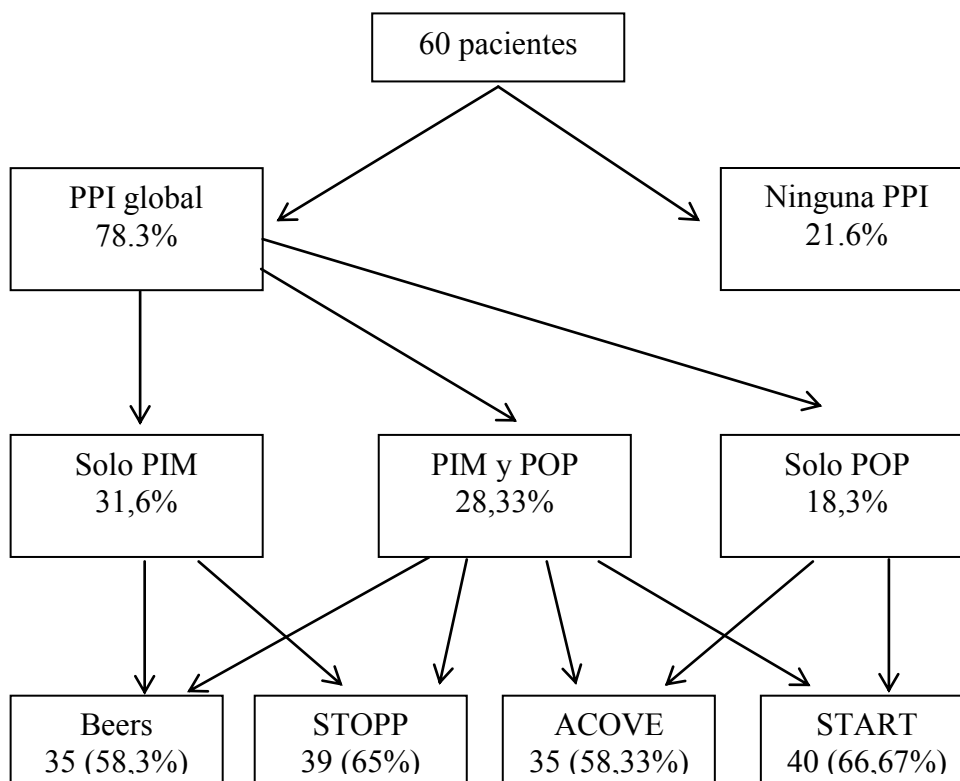 60 pacientes
PPI global
78.3%
Ninguna PPI
21.6%
Solo PIM
31,6%
PIM y POP
28,33%
Solo POP
18,3%
Beers
35 (58,3%)
STOPP
39 (65%)
ACOVE
35 (58,33%)
START
40 (66,67%)